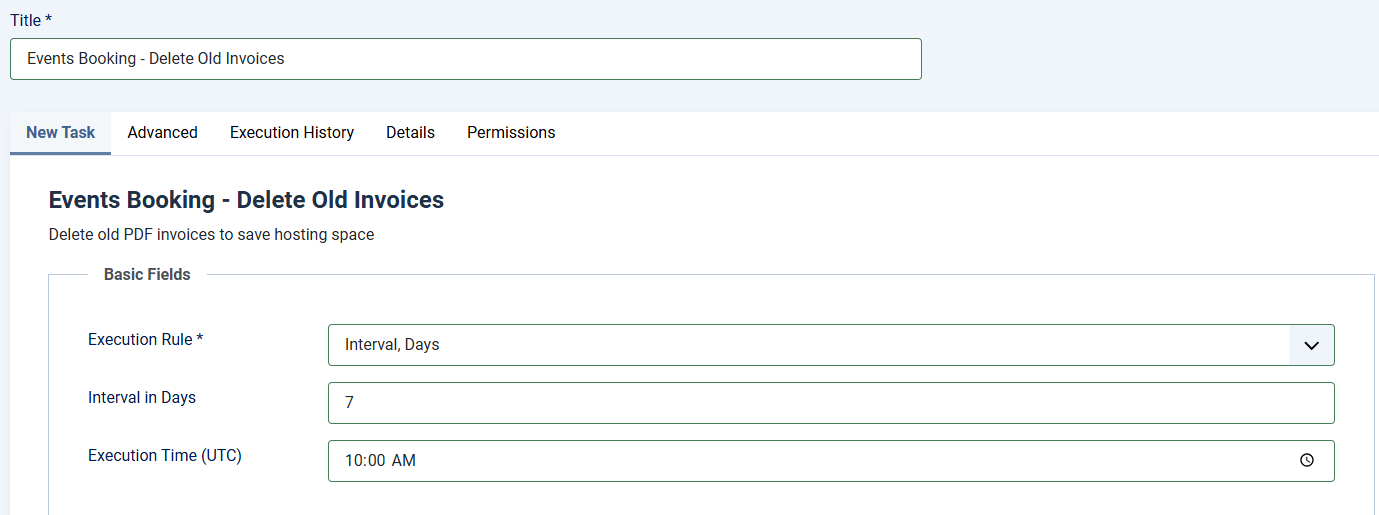 Title *
Events Booking - Delete Old Invoices
New Task Advanced Execution History Details Permissions
Events Booking - Delete Old Invoices
Delete old PDF invoices to save hosting space
Basic Fields
Execution Rule * Interval, Days
Interval in Days 7
Execution Time (UTC) 10:00 AM